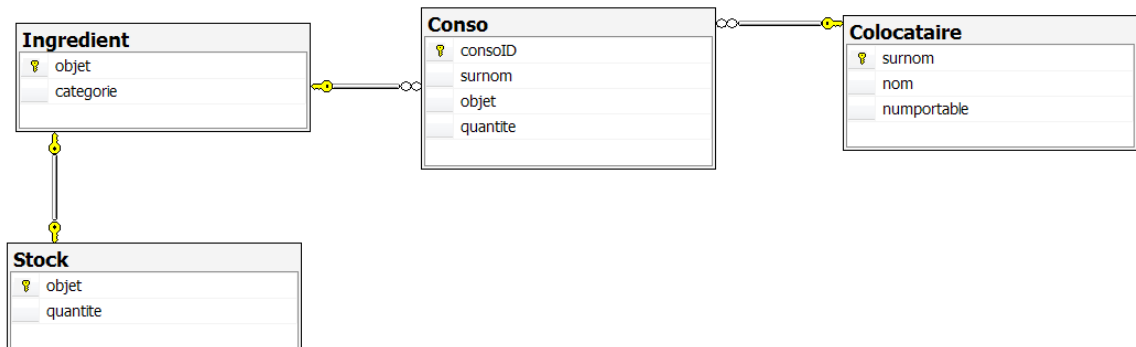 Ingredient
objet
categorie
Conso
consoID
surnom
objet
quantite
Colocataire
surnom
nom
numportable
Stock
objet
quantite